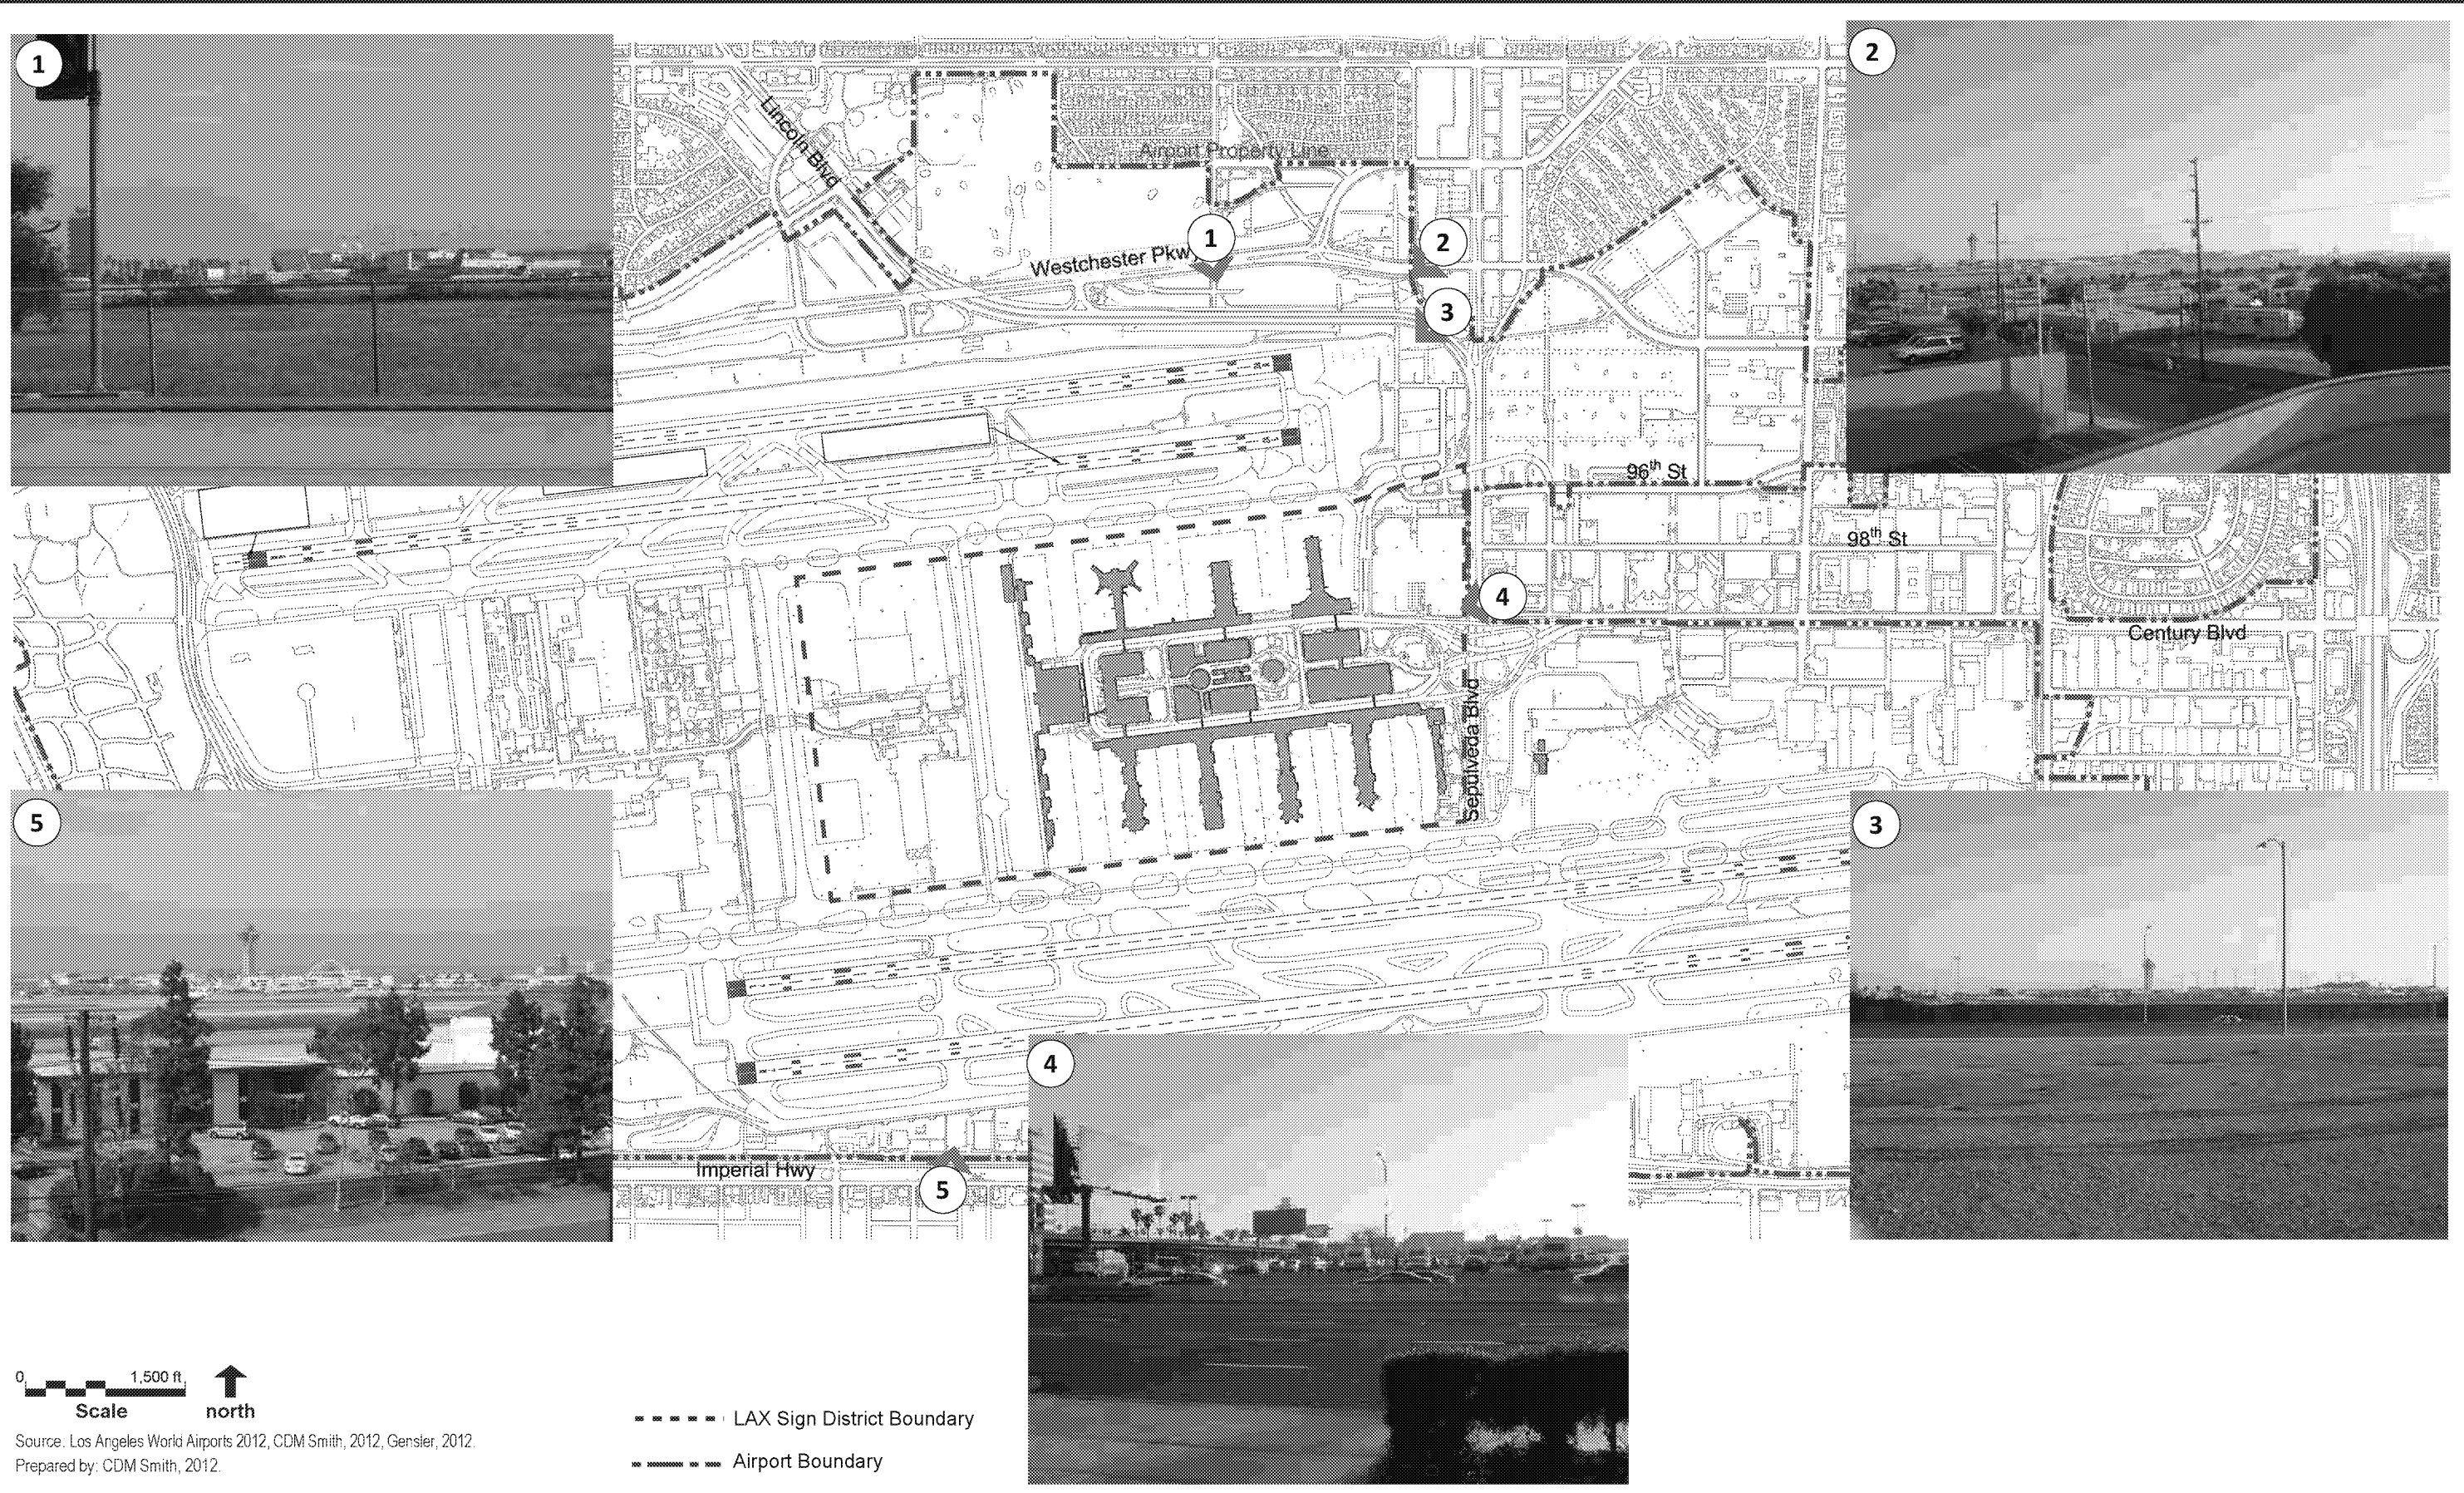 1
2
Lincoln Blvd
Airport Property Line
Westchester Pkwy
1
2
3
96th St
98th St
4
Century Blvd
Sepulveda Blvd
5
3
4
Imperial Hwy
5
0 1,500 ft
Scale north
LAX Sign District Boundary
Airport Boundary
Source: Los Angeles World Airports 2012, CDM Smith, 2012, Gensler, 2012.
Prepared by: CDM Smith, 2012.